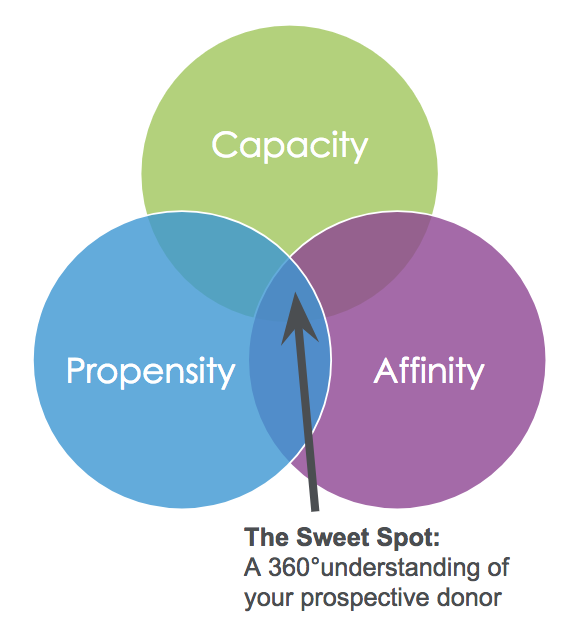 Capacity
Propensity
Affinity
The Sweet Spot:
A 360°understanding of
your prospective donor